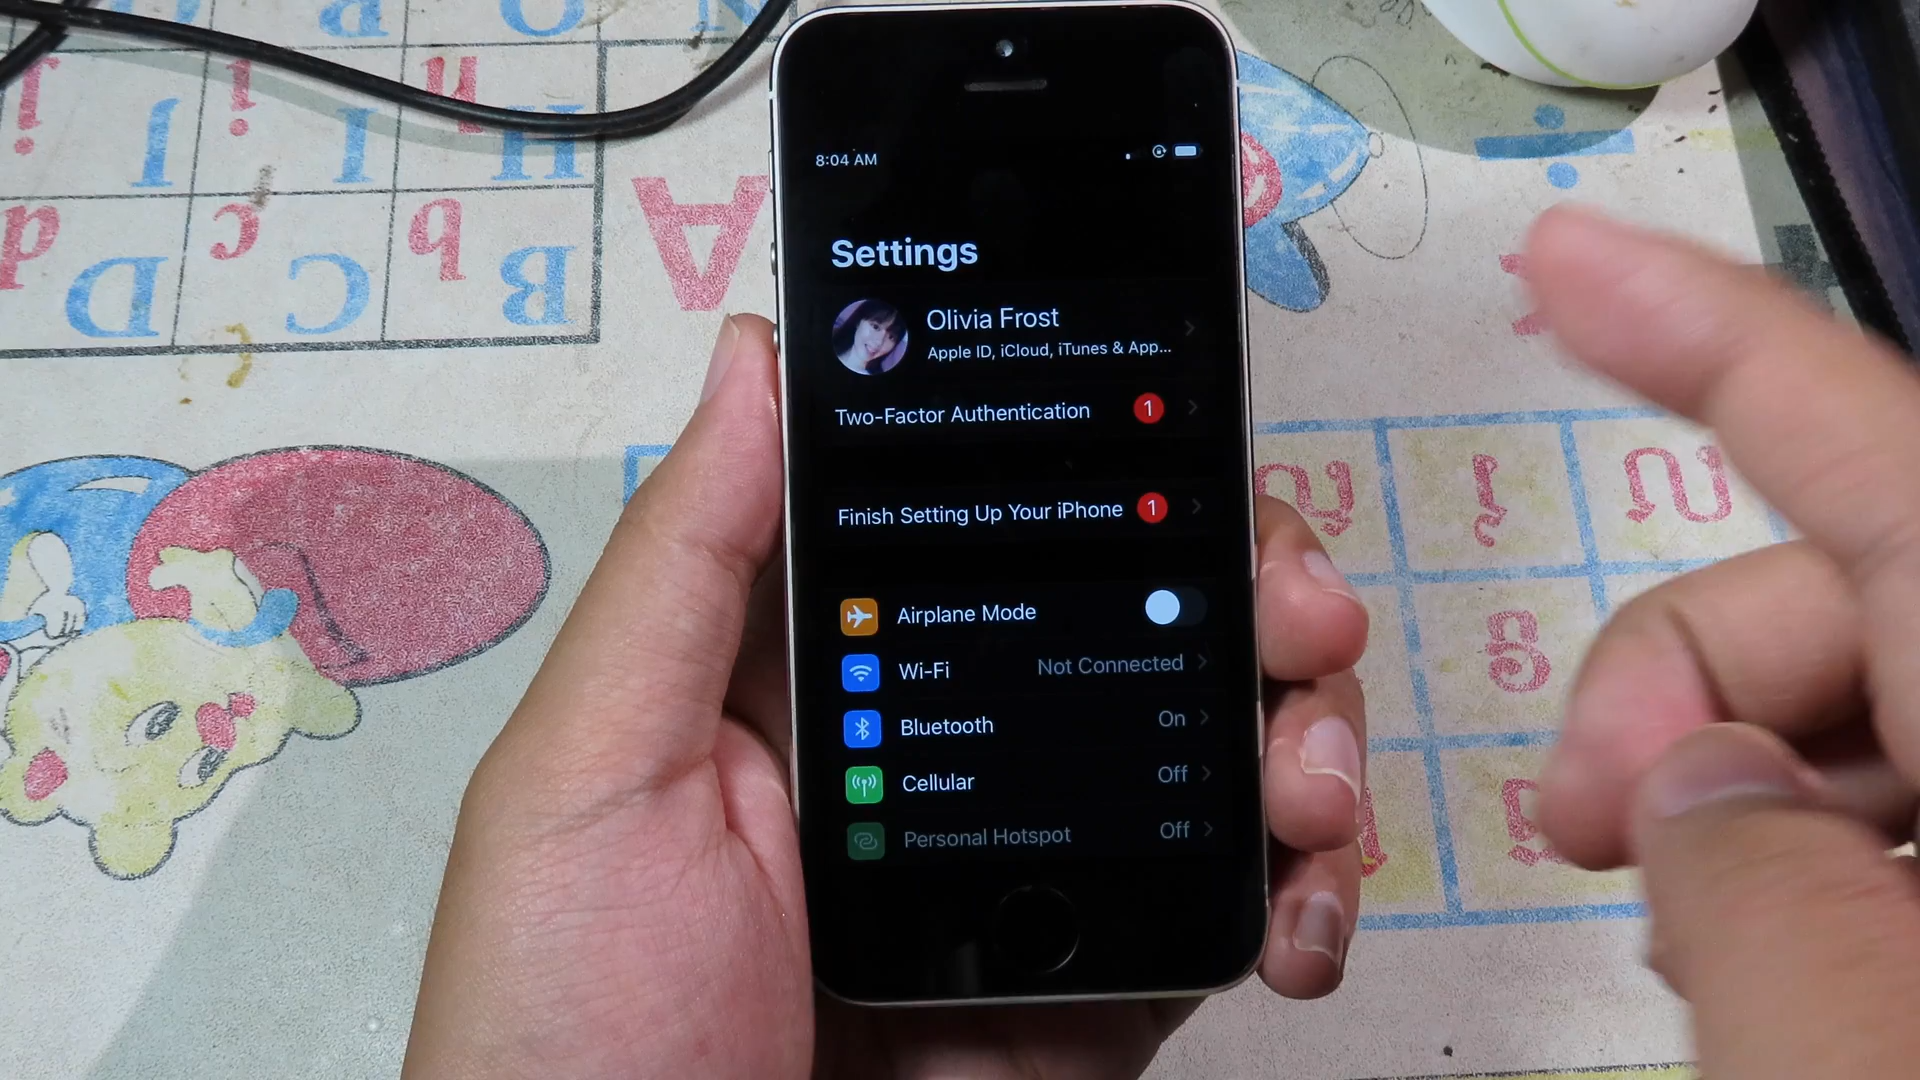 8:04 AM
Settings
Olivia Frost
Apple ID, iCloud, iTunes & App...
Two-Factor Authentication 1
Finish Setting Up Your iPhone 1
Airplane Mode
Wi-Fi Not Connected
Bluetooth On
Cellular Off
Personal Hotspot Off
A
B b C c D d
H I i J j
N O P